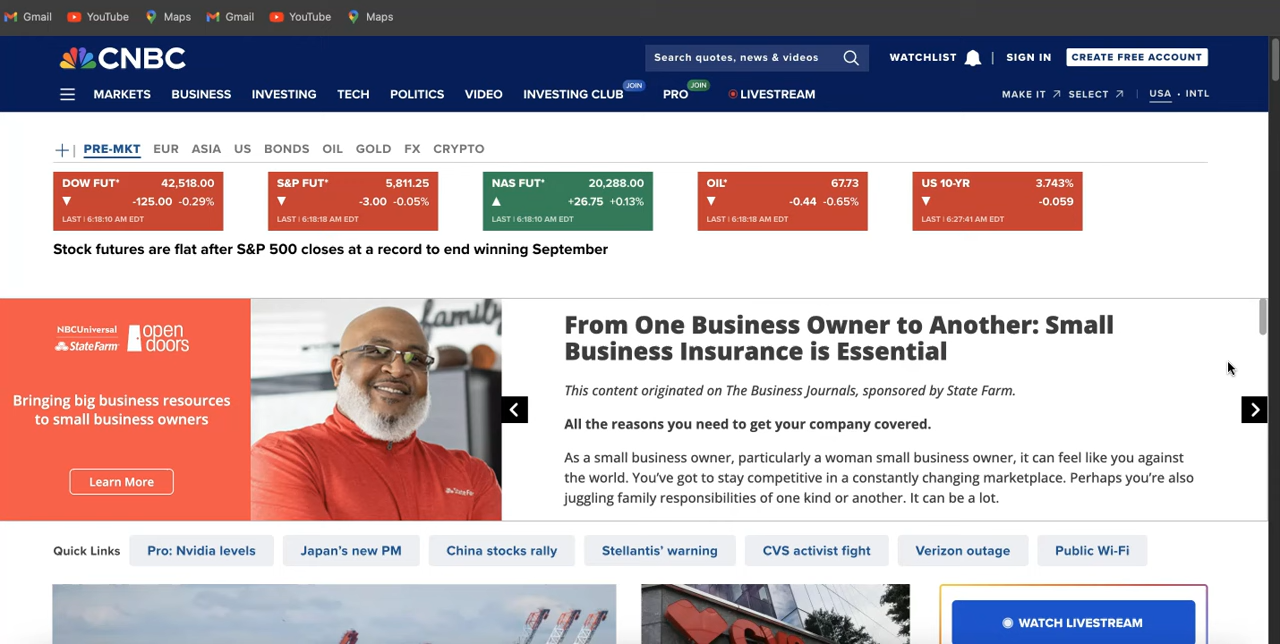 Gmail YouTube Maps Gmail YouTube Maps
CNBC
Search quotes, news & videos
WATCHLIST | SIGN IN CREATE FREE ACCOUNT
MARKETS BUSINESS INVESTING TECH POLITICS VIDEO INVESTING CLUB JOIN PRO JOIN LIVESTREAM
MAKE IT SELECT | USA • INTL
+ | PRE-MKT EUR ASIA US BONDS OIL GOLD FX CRYPTO
DOW FUT* 42,518.00
▼ -125.00 -0.29%
LAST | 6:18:10 AM EDT
S&P FUT* 5,811.25
▼ -3.00 -0.05%
LAST | 6:18:18 AM EDT
NAS FUT* 20,288.00
▲ +26.75 +0.13%
LAST | 6:18:10 AM EDT
OIL* 67.73
▼ -0.44 -0.65%
LAST | 6:18:18 AM EDT
US 10-YR 3.743%
▼ -0.059
LAST | 6:27:41 AM EDT
Stock futures are flat after S&P 500 closes at a record to end winning September
NBCUniversal
StateFarm
open
doors
Bringing big business resources
to small business owners
Learn More
family
StateFarm
From One Business Owner to Another: Small
Business Insurance is Essential
This content originated on The Business Journals, sponsored by State Farm.
All the reasons you need to get your company covered.
As a small business owner, particularly a woman small business owner, it can feel like you against
the world. You've got to stay competitive in a constantly changing marketplace. Perhaps you're also
juggling family responsibilities of one kind or another. It can be a lot.
Quick Links Pro: Nvidia levels Japan's new PM China stocks rally Stellantis' warning CVS activist fight Verizon outage Public Wi-Fi
WATCH LIVESTREAM